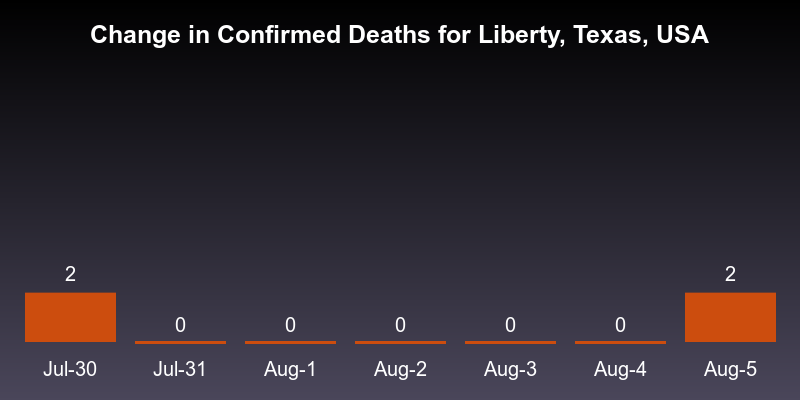 Change in Confirmed Deaths for Liberty, Texas, USA
2 0 0 0 0 0 2
Jul-30 Jul-31 Aug-1 Aug-2 Aug-3 Aug-4 Aug-5